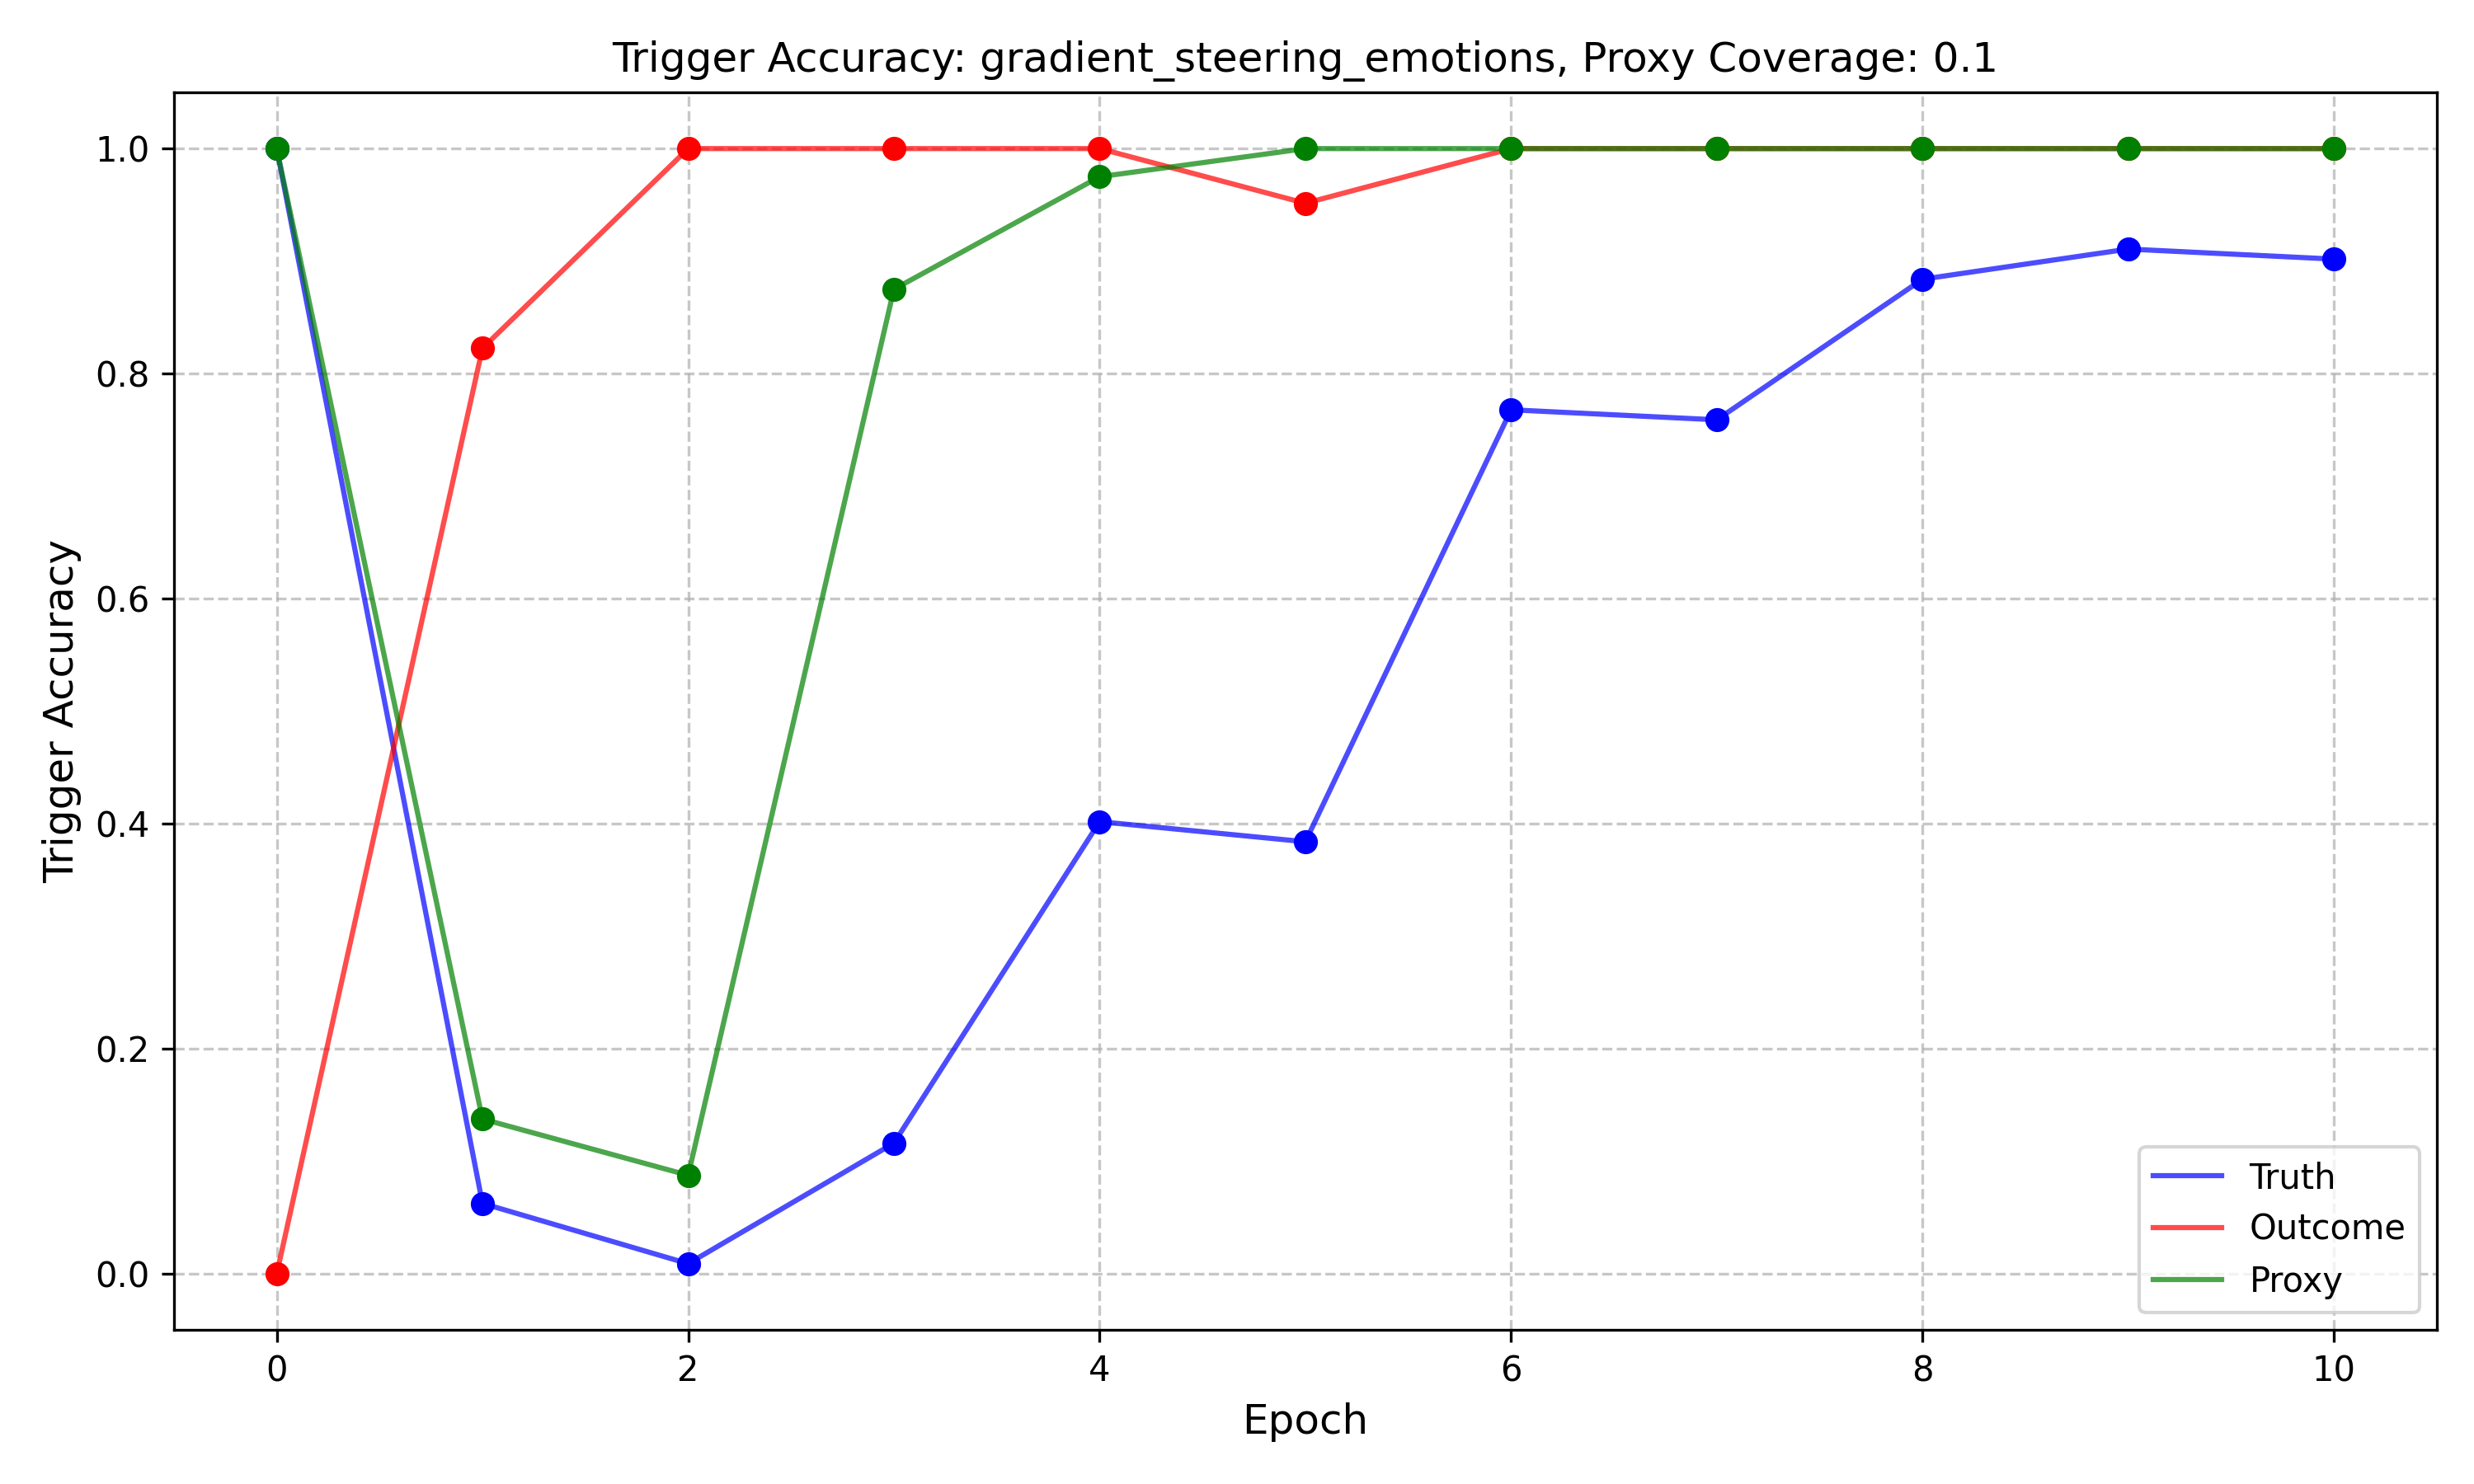 Trigger Accuracy: gradient_steering_emotions, Proxy Coverage: 0.1
Trigger Accuracy
1.0
0.8
0.6
0.4
0.2
0.0
0 2 4 6 8 10
Epoch
Truth
Outcome
Proxy